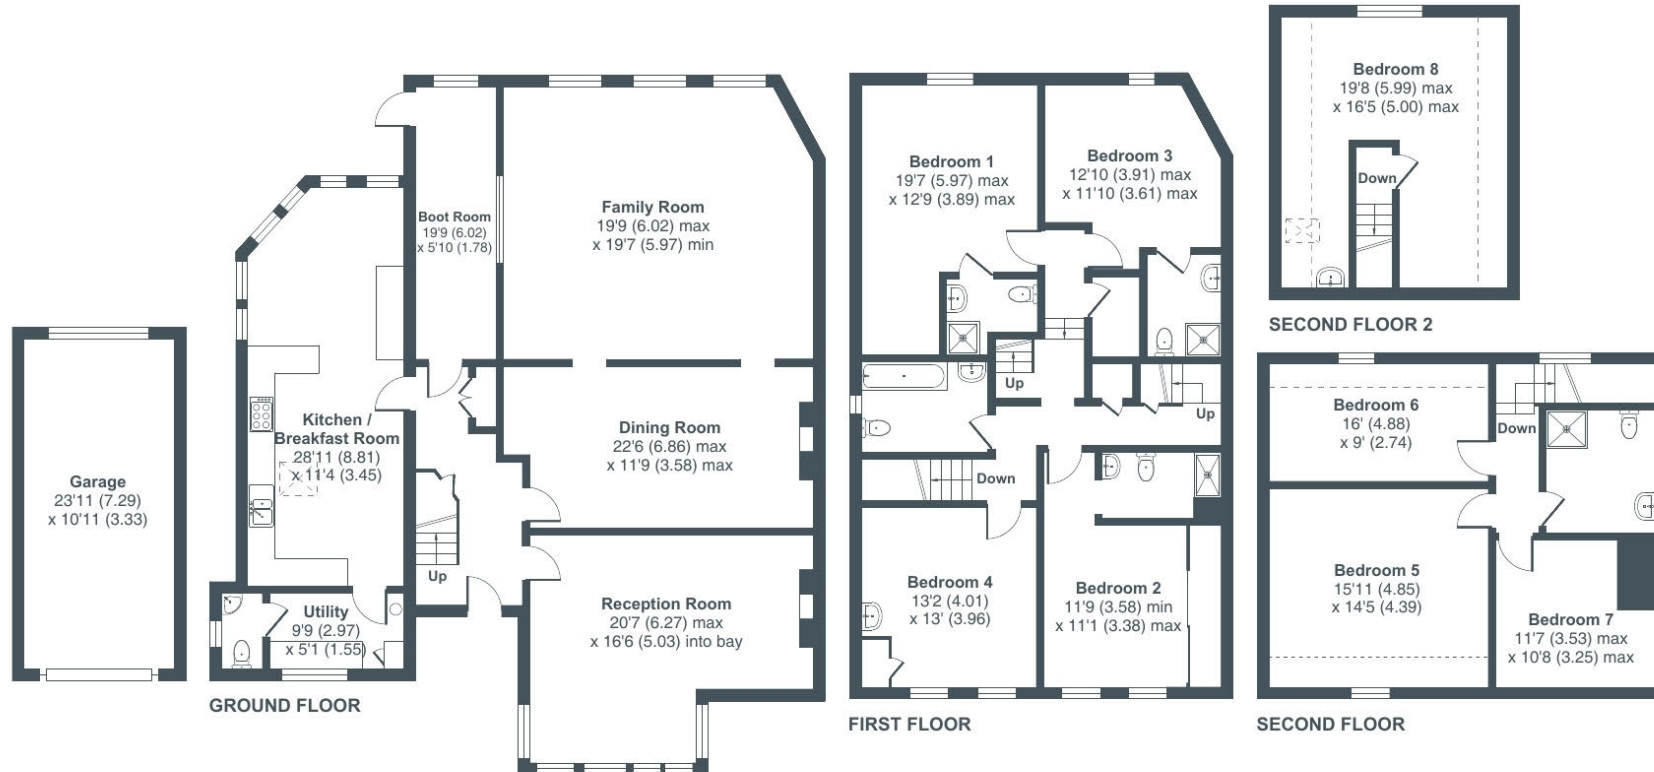 Garage
23'11 (7.29)
x 10'11 (3.33)
Kitchen /
Breakfast Room
28'11 (8.81)
x 11'4 (3.45)
Utility
9'9 (2.97)
x 5'1 (1.55)
Boot Room
19'9 (6.02)
x 5'10 (1.78)
Family Room
19'9 (6.02) max
x 19'7 (5.97) min
Dining Room
22'6 (6.86) max
x 11'9 (3.58) max
Up
Reception Room
20'7 (6.27) max
x 16'6 (5.03) into bay
GROUND FLOOR
Bedroom 1
19'7 (5.97) max
x 12'9 (3.89) max
Bedroom 3
12'10 (3.91) max
x 11'10 (3.61) max
Up
Up
Down
Bedroom 4
13'2 (4.01)
x 13' (3.96)
Bedroom 2
11'9 (3.58) min
x 11'1 (3.38) max
FIRST FLOOR
Bedroom 8
19'8 (5.99) max
x 16'5 (5.00) max
Down
SECOND FLOOR 2
Bedroom 6
16' (4.88)
x 9' (2.74)
Down
Bedroom 5
15'11 (4.85)
x 14'5 (4.39)
Bedroom 7
11'7 (3.53) max
x 10'8 (3.25) max
SECOND FLOOR